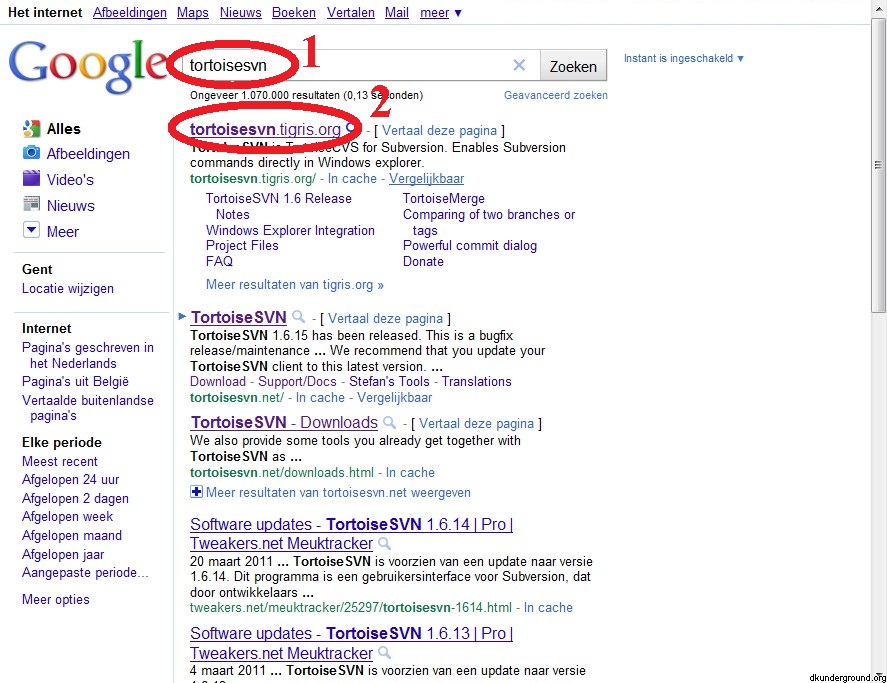 Het internet Afbeeldingen Maps Nieuws Boeken Vertalen Mail meer ▼
Google
tortoisesvn
1
Zoeken
Instant is ingeschakeld ▼
Ongeveer 1.070.000 resultaten (0,13 seconden)
Geavanceerd zoeken
2
Alles
Afbeeldingen
Video's
Nieuws
Meer
Gent
Locatie wijzigen
Internet
Pagina's geschreven in
het Nederlands
Pagina's uit België
Vertaalde buitenlandse
pagina's
Elke periode
Meest recent
Afgelopen 24 uur
Afgelopen 2 dagen
Afgelopen week
Afgelopen maand
Afgelopen jaar
Aangepaste periode...
Meer opties
tortoisesvn.tigris.org - [ Vertaal deze pagina ]
TortoiseSVN is TortoiseCVS for Subversion. Enables Subversion
commands directly in Windows explorer.
tortoisesvn.tigris.org/ - In cache - Vergelijkbaar
TortoiseSVN 1.6 Release
Notes
Windows Explorer Integration
Project Files
FAQ
TortoiseMerge
Comparing of two branches or
tags
Powerful commit dialog
Donate
Meer resultaten van tigris.org »
TortoiseSVN - [ Vertaal deze pagina ]
TortoiseSVN 1.6.15 has been released. This is a bugfix
release/maintenance ... We recommend that you update your
TortoiseSVN client to this latest version. ...
Download - Support/Docs - Stefan's Tools - Translations
tortoisesvn.net/ - In cache - Vergelijkbaar
TortoiseSVN - Downloads - [ Vertaal deze pagina ]
We also provide some tools you already get together with
TortoiseSVN as ...
tortoisesvn.net/downloads.html - In cache
Meer resultaten van tortoisesvn.net weergeven
Software updates - TortoiseSVN 1.6.14 | Pro |
Tweakers.net Meuktracker
20 maart 2011 ... TortoiseSVN is voorzien van een update naar versie
1.6.14. Dit programma is een gebruikersinterface voor Subversion, dat
door ontwikkelaars ...
tweakers.net/meuktracker/25297/tortoisesvn-1614.html - In cache
Software updates - TortoiseSVN 1.6.13 | Pro |
Tweakers.net Meuktracker
4 maart 2011 ... TortoiseSVN is voorzien van een update naar versie
dkunderground.org